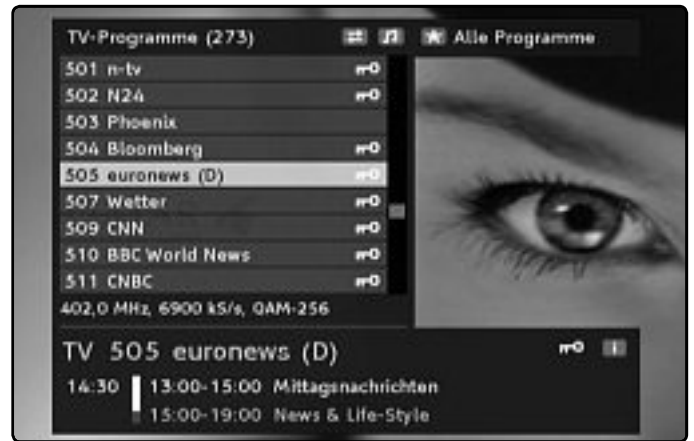 TV-Programme (273) Alle Programme
501 n-tv
502 N24
503 Phoenix
504 Bloomberg
505 euronews (D)
507 Wetter
509 CNN
510 BBC World News
511 CNBC
402,0 MHz, 6900 kS/s, QAM-256
TV 505 euronews (D)
14:30 13:00-15:00 Mittagsnachrichten
15:00-19:00 News & Life-Style